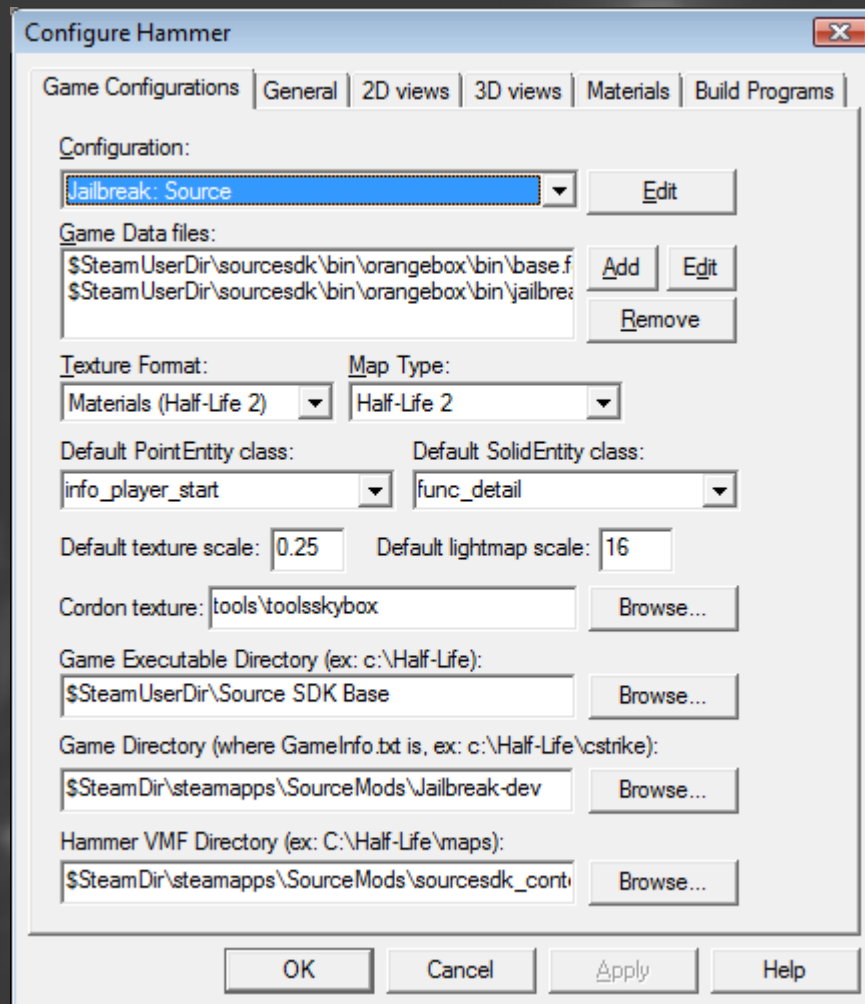 Configure Hammer
Game Configurations General 2D views 3D views Materials Build Programs
Configuration:
Jailbreak: Source Edit
Game Data files:
$SteamUserDir\sourcesdk\bin\orangebox\bin\base.f Add Edit
$SteamUserDir\sourcesdk\bin\orangebox\bin\jailbrea
Remove
Texture Format: Map Type:
Materials (Half-Life 2) Half-Life 2
Default PointEntity class: Default SolidEntity class:
info_player_start func_detail
Default texture scale: 0.25 Default lightmap scale: 16
Cordon texture: tools\toolsskybox Browse...
Game Executable Directory (ex: c:\Half-Life):
$SteamUserDir\Source SDK Base Browse...
Game Directory (where GameInfo.txt is, ex: c:\Half-Life\cstrike):
$SteamDir\steamapps\SourceMods\Jailbreak-dev Browse...
Hammer VMF Directory (ex: C:\Half-Life\maps):
$SteamDir\steamapps\SourceMods\sourcesdk_conte Browse...
OK Cancel Apply Help